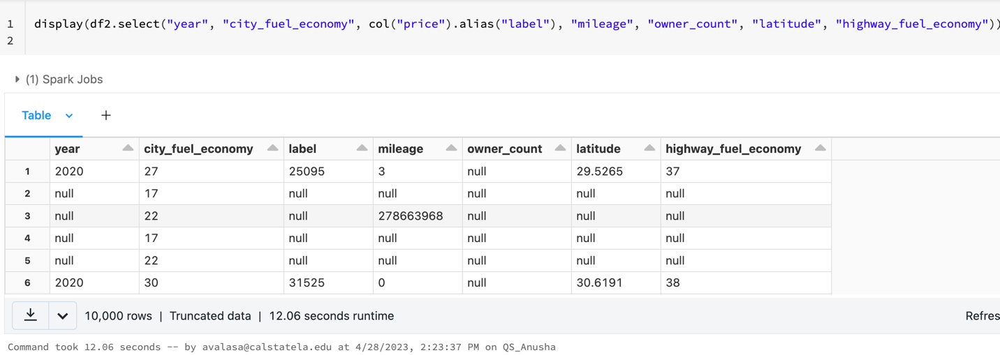 1 display(df2.select("year", "city_fuel_economy", col("price").alias("label"), "mileage", "owner_count", "latitude", "highway_fuel_economy"))
2
(1) Spark Jobs
Table +
year city_fuel_economy label mileage owner_count latitude highway_fuel_economy
1 2020 27 25095 3 null 29.5265 37
2 null 17 null null null null null
3 null 22 null 278663968 null null null
4 null 17 null null null null null
5 null 22 null null null null null
6 2020 30 31525 0 null 30.6191 38
10,000 rows | Truncated data | 12.06 seconds runtime Refres
Command took 12.06 seconds -- by avalasa@calstatela.edu at 4/28/2023, 2:23:37 PM on QS_Anusha